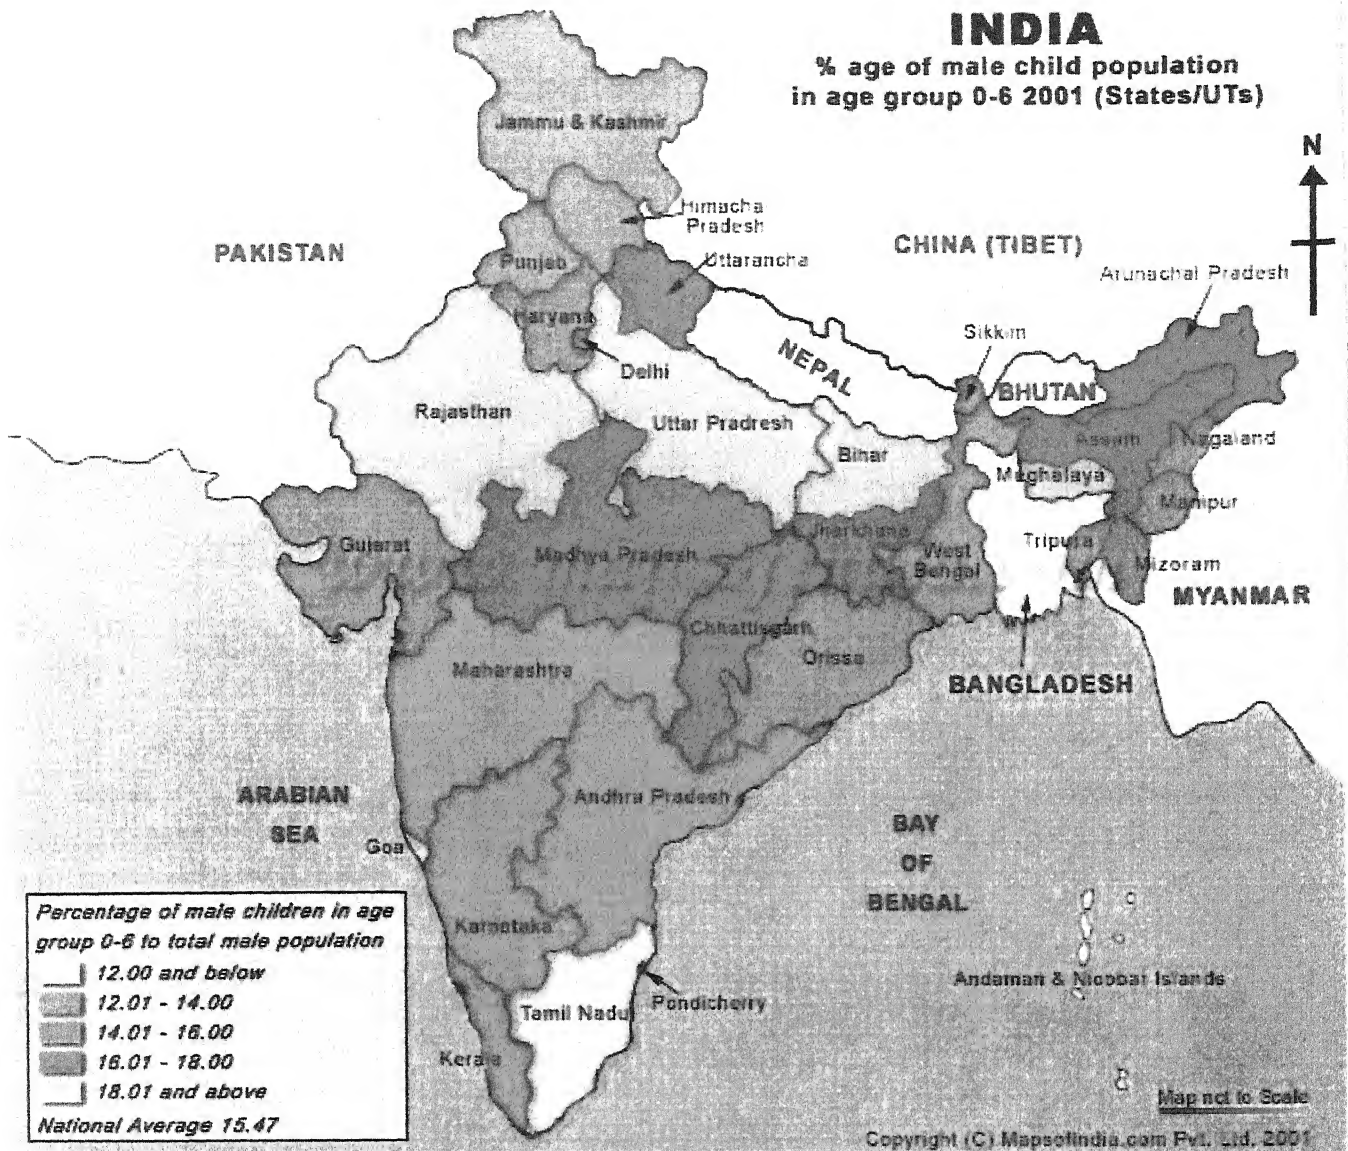 INDIA
% age of male child population
in age group 0-6 2001 (States/UTs)
N
Jammu & Kashmir
Himacha
Pradesh
PAKISTAN
CHINA (TIBET)
Punjab
Uttarancha
Arunachal Pradesh
Haryana
Sikkim
NEPAL
Delhi
BHUTAN
Rajasthan
Uttar Pradresh
Bihar
Assam
Nagaland
Meghalaya
Manipur
Jharkhand
Gujarat
Madhya Pradesh
West
Bengal
Tripura
Mizoram
MYANMAR
Chhattisgarh
Orissa
Maharashtra
BANGLADESH
ARABIAN
SEA
Andhra Pradesh
BAY
OF
BENGAL
Goa
Karnataka
Andaman & Nicobar Islands
Tamil Nadu
Pondicherry
Kerala
Percentage of male children in age
group 0-6 to total male population
12.00 and below
12.01 - 14.00
14.01 - 16.00
16.01 - 18.00
18.01 and above
National Average 15.47
Map not to Scale
Copyright (C) Mapsofindia.com Pvt. Ltd. 2001